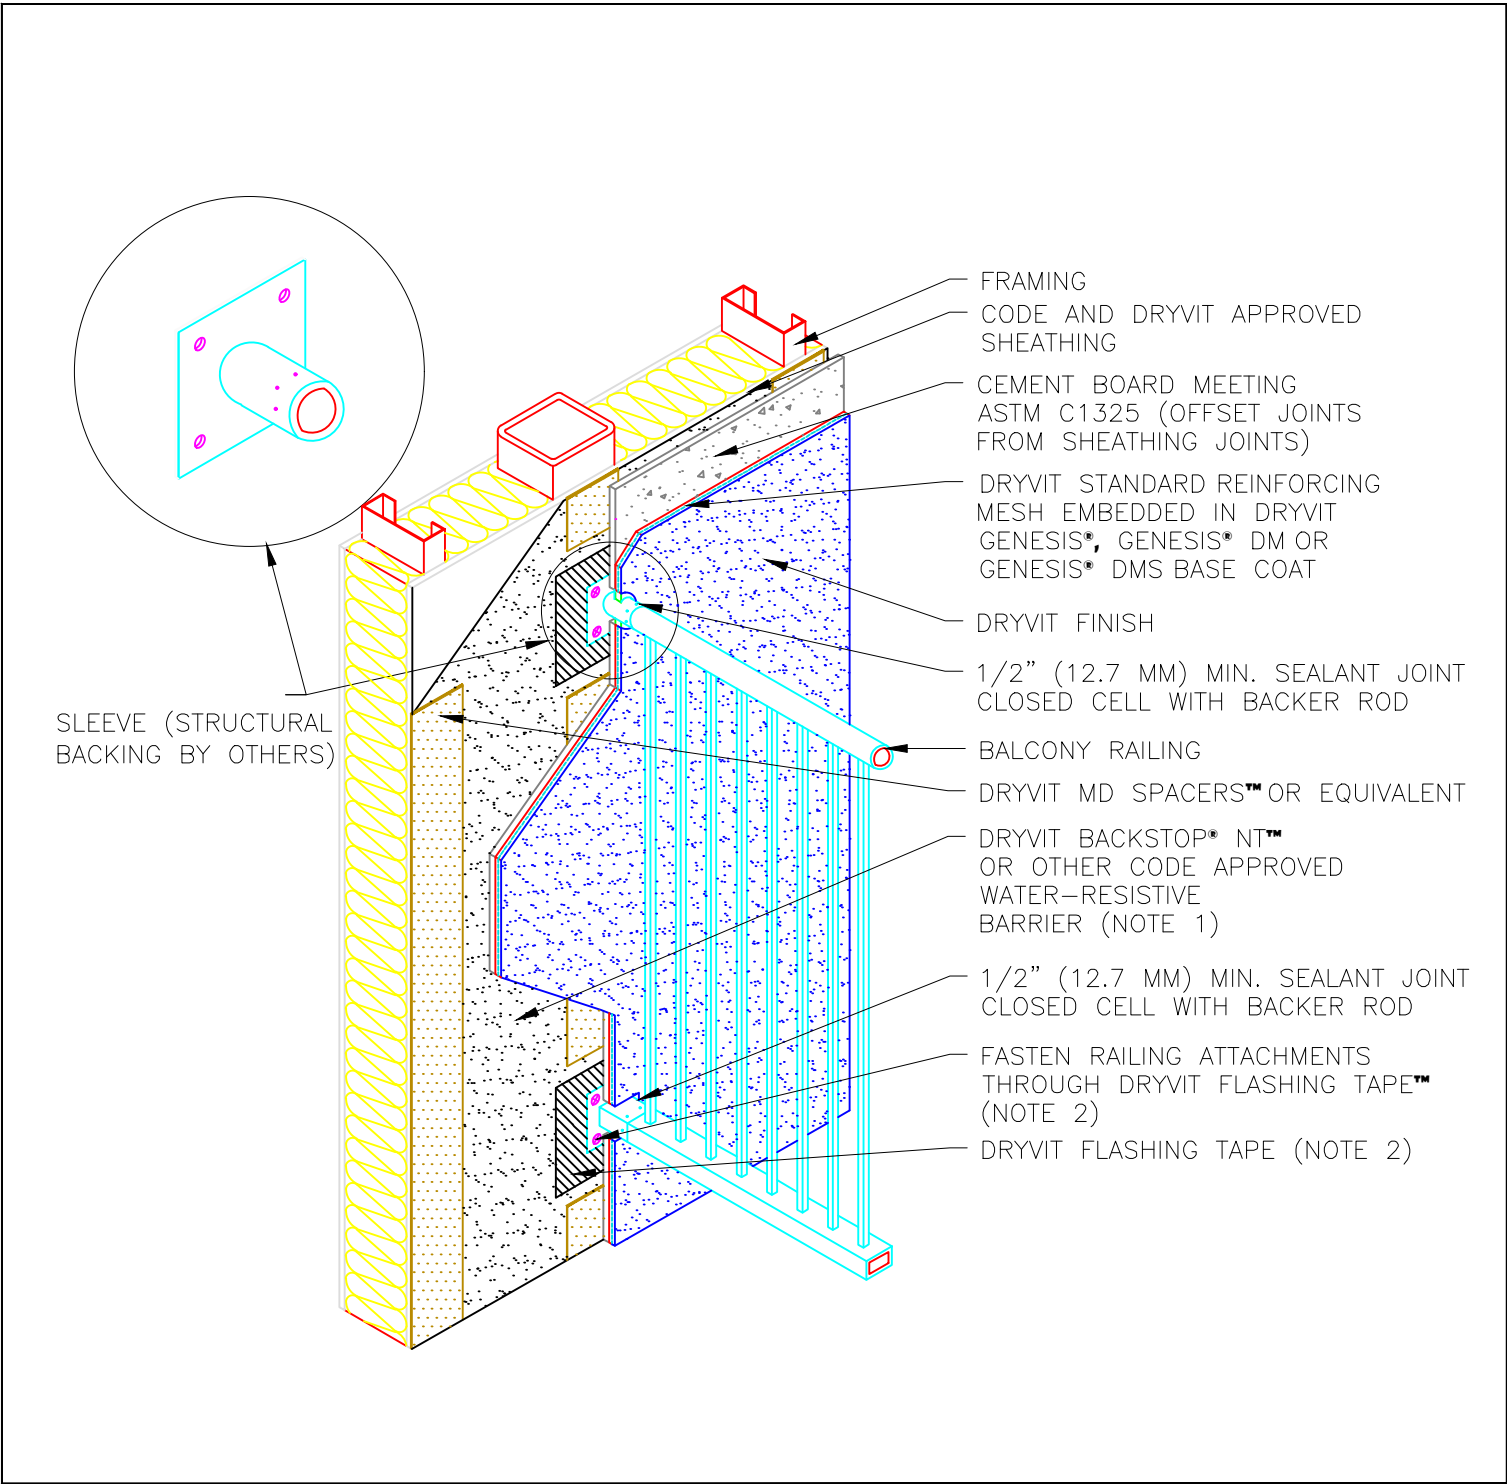 FRAMING
CODE AND DRYVIT APPROVED
SHEATHING
CEMENT BOARD MEETING
ASTM C1325 (OFFSET JOINTS
FROM SHEATHING JOINTS)
DRYVIT STANDARD REINFORCING
MESH EMBEDDED IN DRYVIT
GENESIS®, GENESIS® DM OR
GENESIS® DMS BASE COAT
DRYVIT FINISH
1/2” (12.7 MM) MIN. SEALANT JOINT
CLOSED CELL WITH BACKER ROD
SLEEVE (STRUCTURAL
BACKING BY OTHERS)
BALCONY RAILING
DRYVIT MD SPACERS™ OR EQUIVALENT
DRYVIT BACKSTOP® NT™
OR OTHER CODE APPROVED
WATER-RESISTIVE
BARRIER (NOTE 1)
1/2” (12.7 MM) MIN. SEALANT JOINT
CLOSED CELL WITH BACKER ROD
FASTEN RAILING ATTACHMENTS
THROUGH DRYVIT FLASHING TAPE™
(NOTE 2)
DRYVIT FLASHING TAPE (NOTE 2)